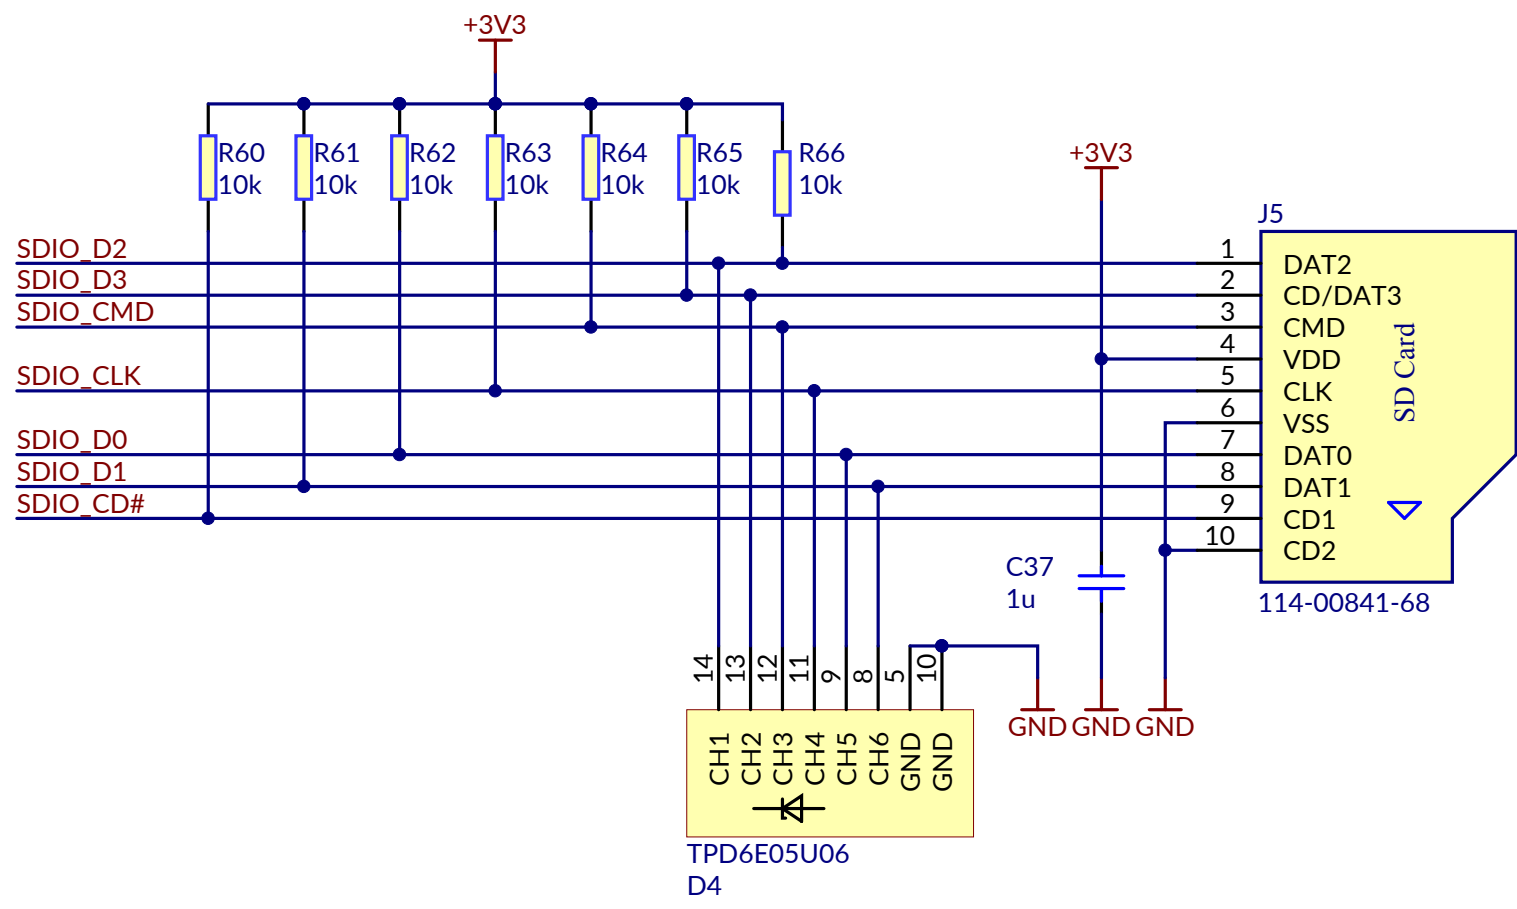 +3V3
R60
10k
R61
10k
R62
10k
R63
10k
R64
10k
R65
10k
R66
10k
+3V3
J5
SDIO_D2
SDIO_D3
SDIO_CMD
SDIO_CLK
SDIO_D0
SDIO_D1
SDIO_CD#
1 DAT2
2 CD/DAT3
3 CMD
4 VDD
5 CLK
6 VSS
7 DAT0
8 DAT1
9 CD1
10 CD2
SD Card
114-00841-68
C37
1u
14
13
12
11
9
8
5
10
GND
GND
GND
CH1
CH2
CH3
CH4
CH5
CH6
GND
GND
TPD6E05U06
D4